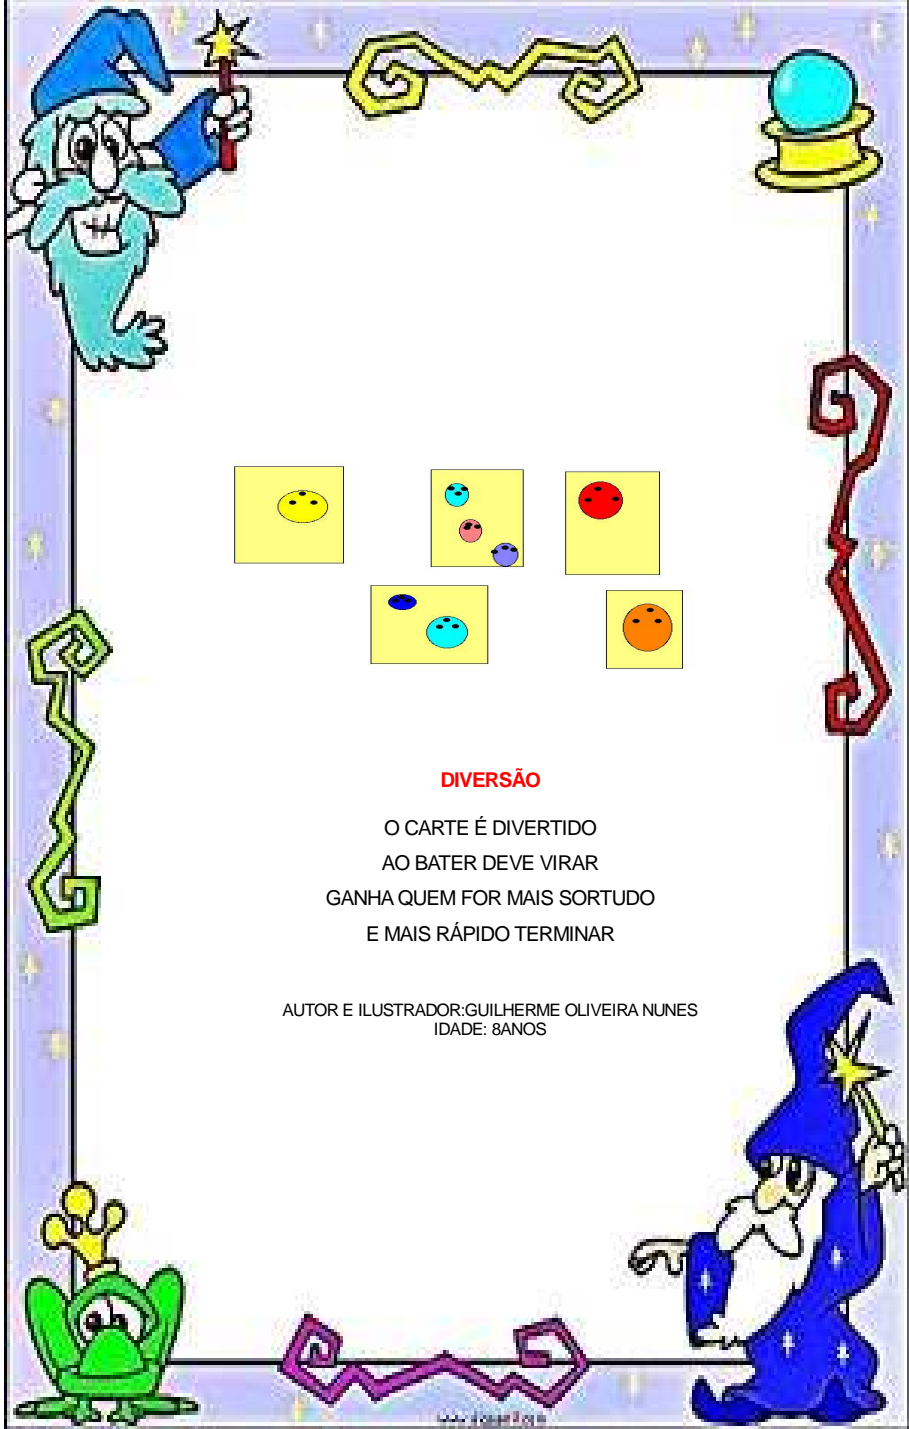 DIVERSÃO
O CARTE É DIVERTIDO
AO BATER DEVE VIRAR
GANHA QUEM FOR MAIS SORTUDO
E MAIS RÁPIDO TERMINAR
AUTOR E ILUSTRADOR:GUILHERME OLIVEIRA NUNES
IDADE: 8ANOS